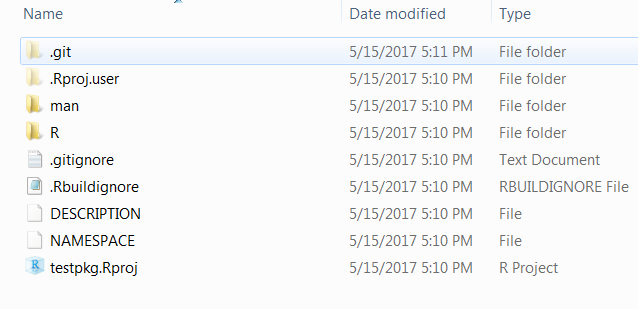 Name Date modified Type
.git 5/15/2017 5:11 PM File folder
.Rproj.user 5/15/2017 5:10 PM File folder
man 5/15/2017 5:10 PM File folder
R 5/15/2017 5:10 PM File folder
.gitignore 5/15/2017 5:10 PM Text Document
.Rbuildignore 5/15/2017 5:10 PM RBUILDIGNORE File
DESCRIPTION 5/15/2017 5:10 PM File
NAMESPACE 5/15/2017 5:10 PM File
testpkg.Rproj 5/15/2017 5:10 PM R Project